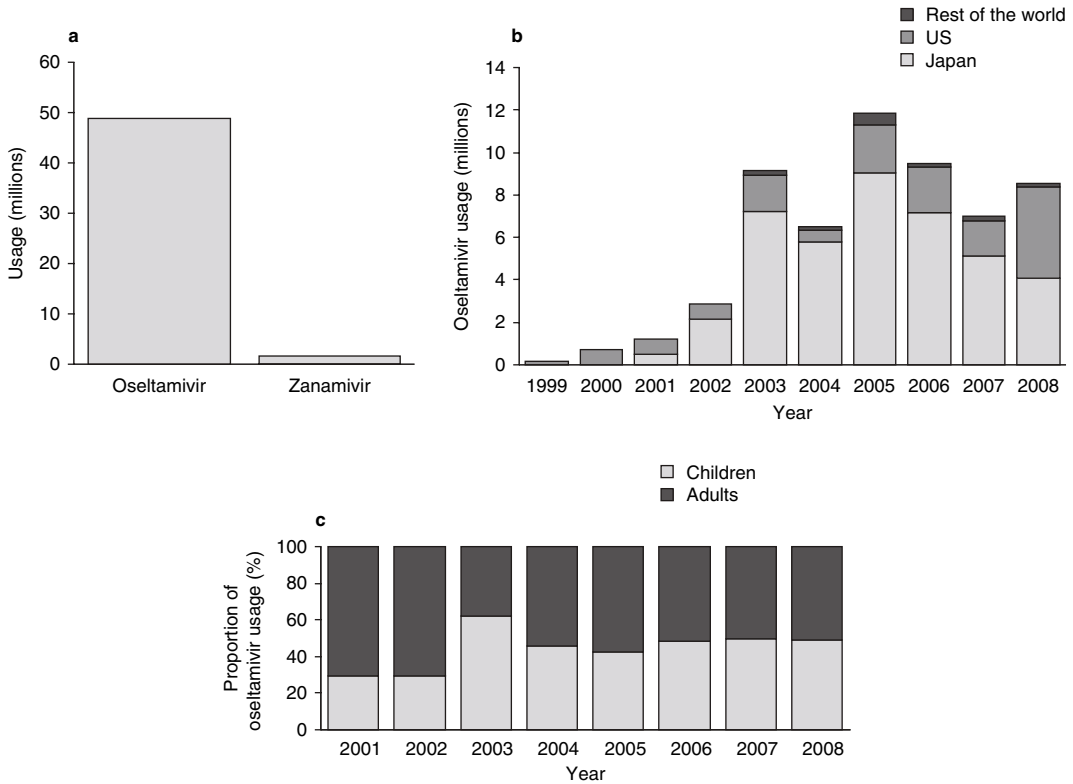 a
60
50
40
30
20
10
0
Usage (millions)
Oseltamivir Zanamivir
b
Rest of the world
US
Japan
14
12
10
8
6
4
2
0
Oseltamivir usage (millions)
1999 2000 2001 2002 2003 2004 2005 2006 2007 2008
Year
c
Children
Adults
100
80
60
40
20
0
Proportion of
oseltamivir usage (%)
2001 2002 2003 2004 2005 2006 2007 2008
Year